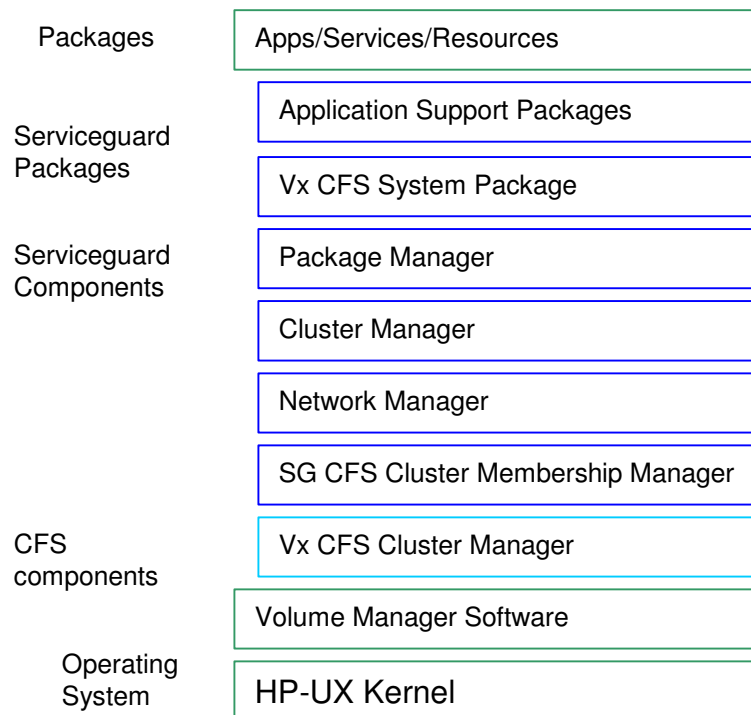 Packages
Apps/Services/Resources
Application Support Packages
Serviceguard
Packages
Vx CFS System Package
Serviceguard
Components
Package Manager
Cluster Manager
Network Manager
SG CFS Cluster Membership Manager
CFS
components
Vx CFS Cluster Manager
Volume Manager Software
Operating
System
HP-UX Kernel